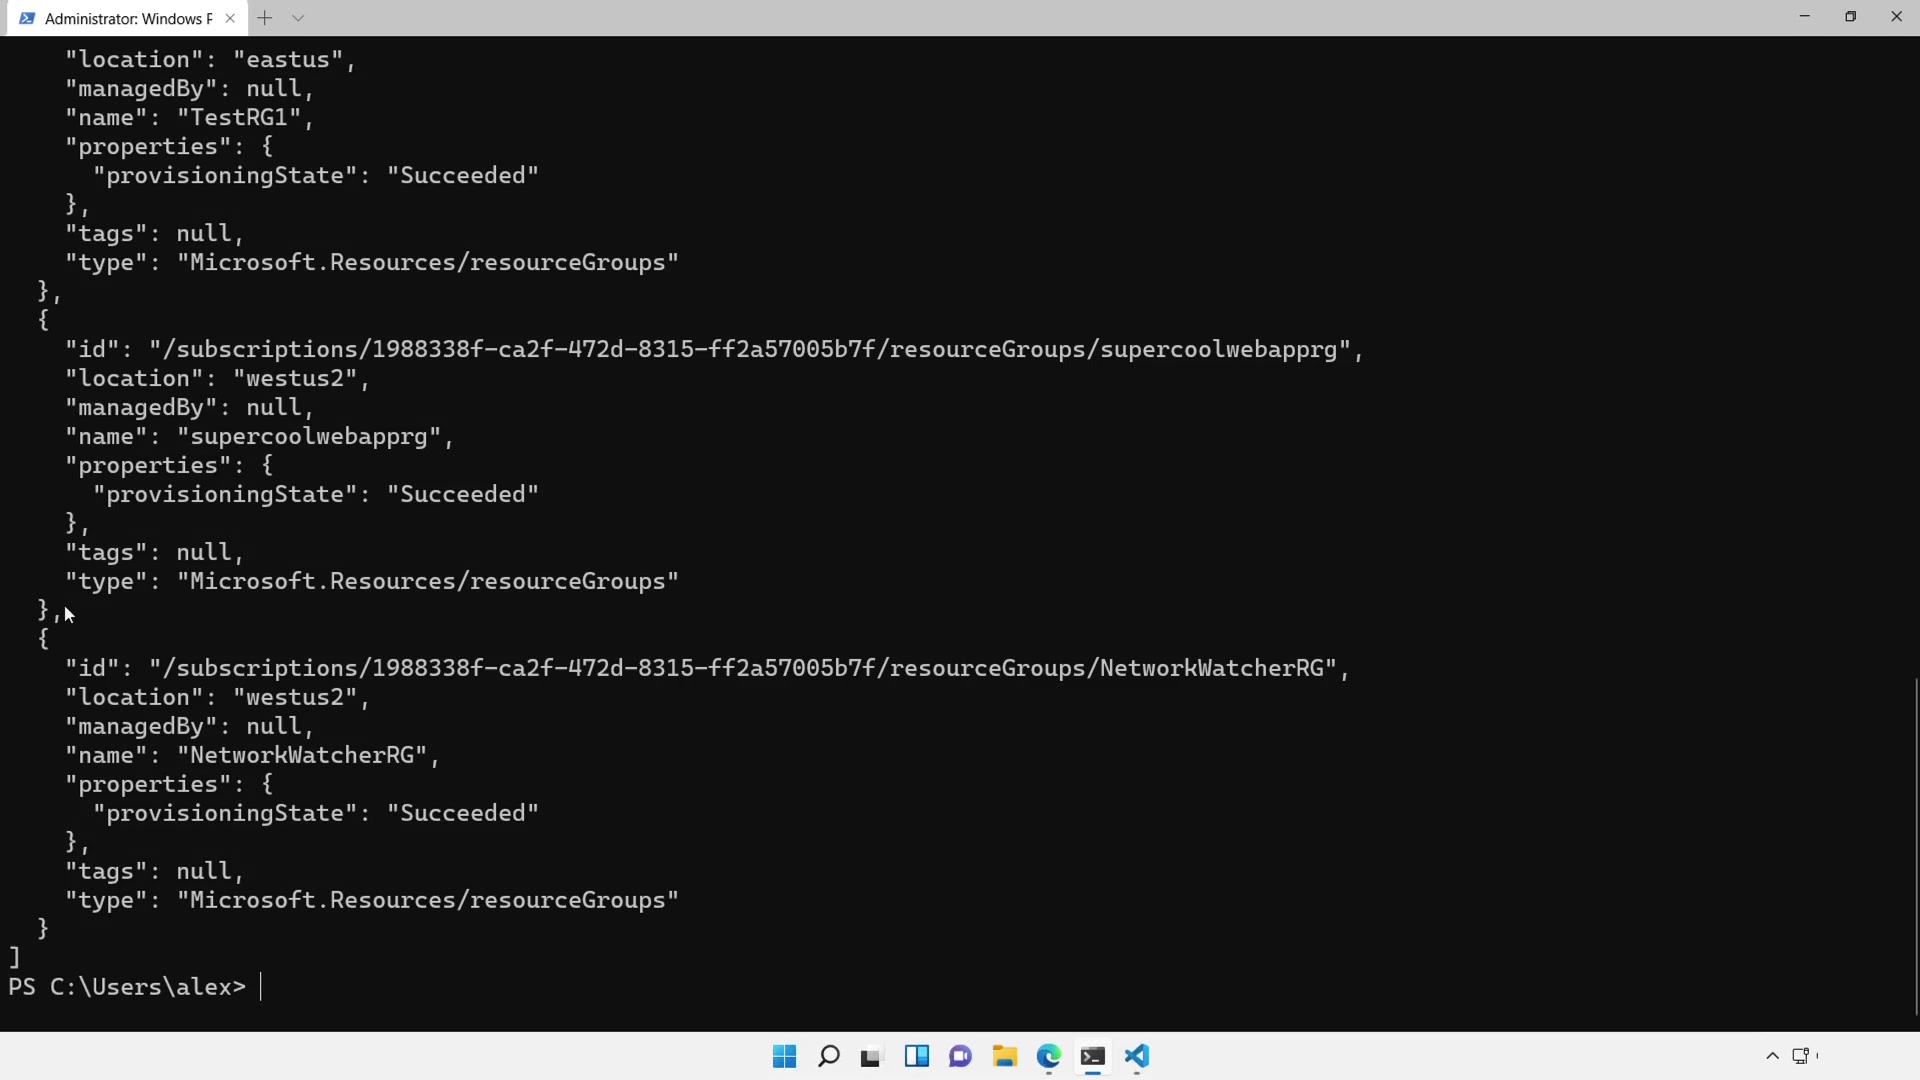 Administrator: Windows P
    "location": "eastus",
    "managedBy": null,
    "name": "TestRG1",
    "properties": {
      "provisioningState": "Succeeded"
    },
    "tags": null,
    "type": "Microsoft.Resources/resourceGroups"
  },
  {
    "id": "/subscriptions/1988338f-ca2f-472d-8315-ff2a57005b7f/resourceGroups/supercoolwebapprg",
    "location": "westus2",
    "managedBy": null,
    "name": "supercoolwebapprg",
    "properties": {
      "provisioningState": "Succeeded"
    },
    "tags": null,
    "type": "Microsoft.Resources/resourceGroups"
  },
  {
    "id": "/subscriptions/1988338f-ca2f-472d-8315-ff2a57005b7f/resourceGroups/NetworkWatcherRG",
    "location": "westus2",
    "managedBy": null,
    "name": "NetworkWatcherRG",
    "properties": {
      "provisioningState": "Succeeded"
    },
    "tags": null,
    "type": "Microsoft.Resources/resourceGroups"
  }
]
PS C:\Users\alex>